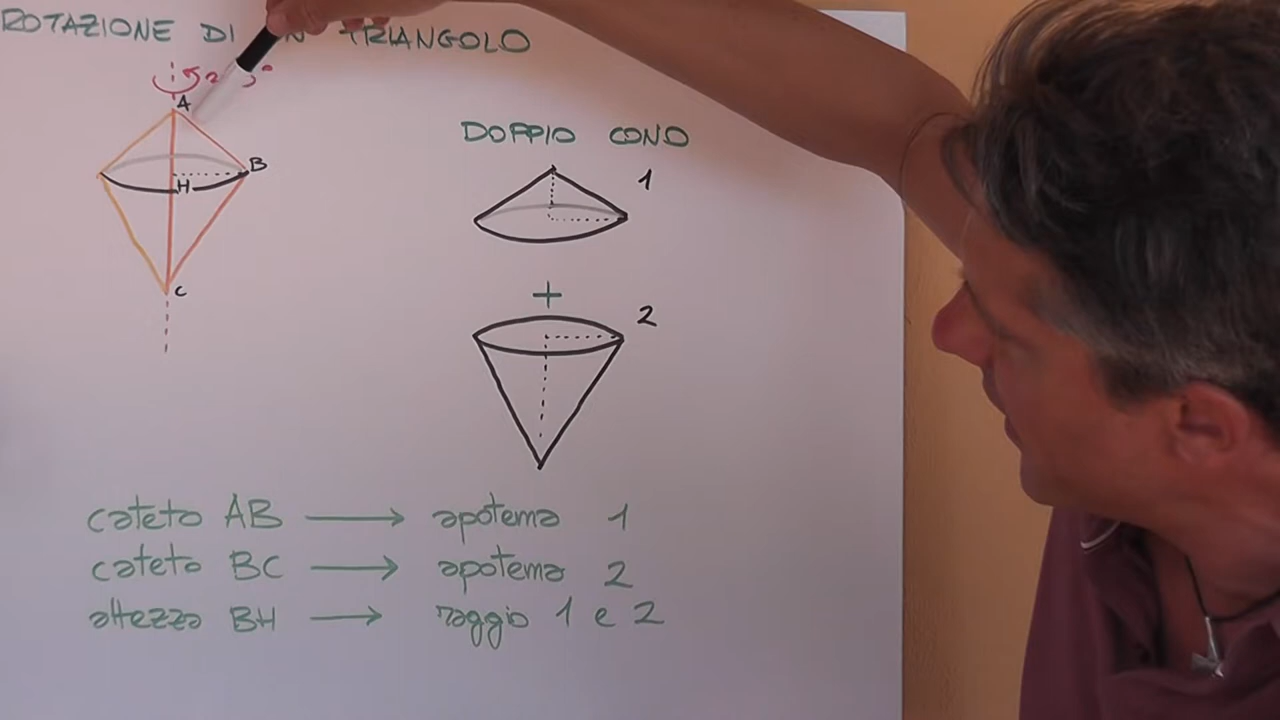 ROTAZIONE DI TRIANGOLO
A
B
H
C
DOPPIO CONO
1
+
2
cateto AB → apotema 1
cateto BC → apotema 2
altezza BH → raggio 1 e 2